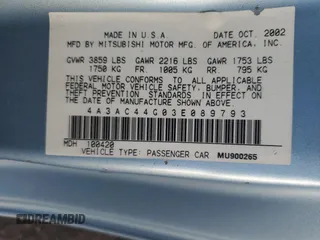 MADE IN U.S.A. DATE OCT. 2002
MFD BY MITSUBISHI MOTOR MFG. OF AMERICA, INC.
GVWR 3859 LBS GAWR 2216 LBS GAWR 1753 LBS
1750 KG FR. 1005 KG RR. 795 KG
THIS VEHICLE CONFORMS TO ALL APPLICABLE
FEDERAL MOTOR VEHICLE SAFETY, BUMPER, AND
THEFT PREVENTION STANDARDS IN EFFECT ON
THE DATE OF MANUFACTURE SHOWN ABOVE.
4A3AC44G03E089793
MDH 100420
VEHICLE TYPE: PASSENGER CAR MU900265
DREAMBID